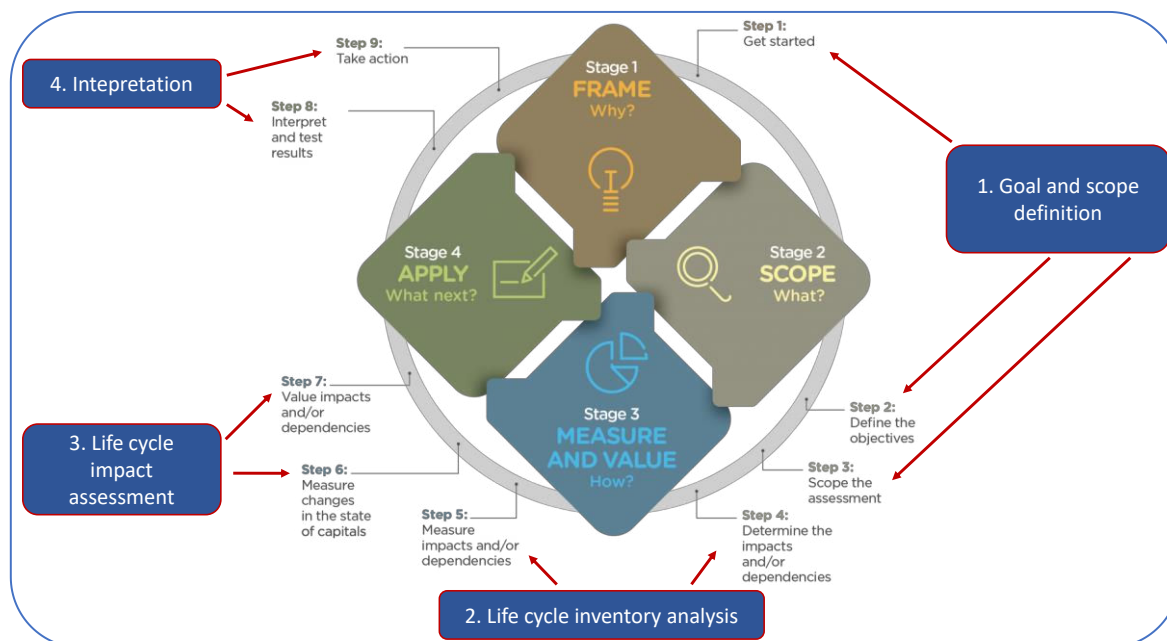 Step 1:
Get started
Step 9:
Take action
4. Intepretation
Stage 1
FRAME
Why?
Step 8:
Interpret
and test
results
1. Goal and scope
definition
Stage 4
APPLY
What next?
Stage 2
SCOPE
What?
Step 7:
Value impacts
and/or
dependencies
Stage 3
MEASURE
AND VALUE
How?
Step 2:
Define the
objectives
3. Life cycle
impact
assessment
Step 6:
Measure
changes
in the state
of capitals
Step 3:
Scope the
assessment
Step 5:
Measure
impacts and/or
dependencies
Step 4:
Determine the
impacts
and/or
dependencies
2. Life cycle inventory analysis